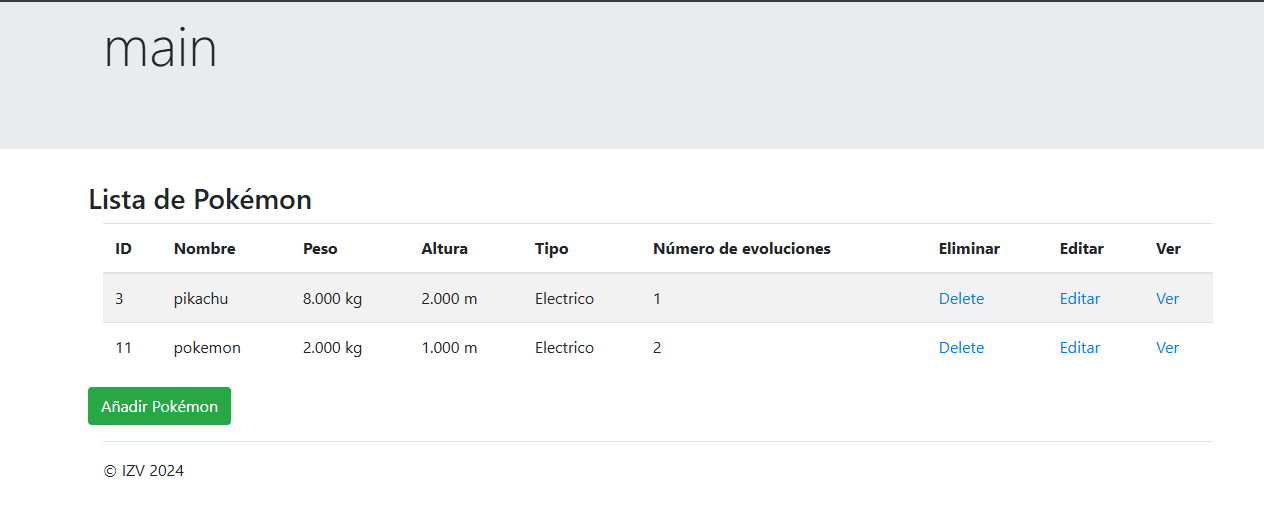 main
Lista de Pokémon
ID Nombre Peso Altura Tipo Número de evoluciones Eliminar Editar Ver
3 pikachu 8.000 kg 2.000 m Electrico 1 Delete Editar Ver
11 pokemon 2.000 kg 1.000 m Electrico 2 Delete Editar Ver
Añadir Pokémon
© IZV 2024